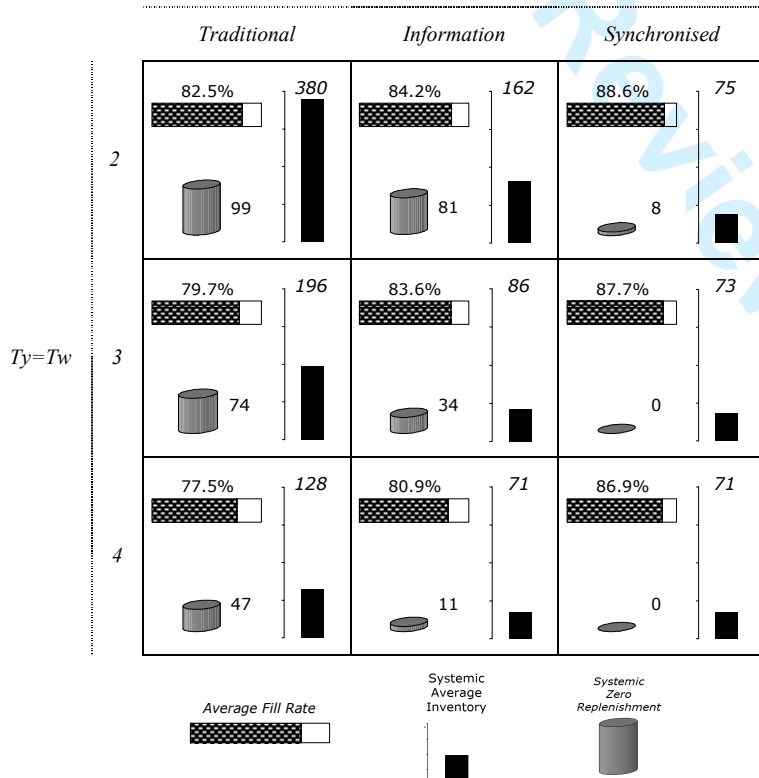 Traditional Information Synchronised
82.5% 380 84.2% 162 88.6% 75
2
99 81 8
79.7% 196 83.6% 86 87.7% 73
Ty=Tw 3
74 34 0
77.5% 128 80.9% 71 86.9% 71
4
47 11 0
Average Fill Rate
Systemic
Average
Inventory
Systemic
Zero
Replenishment
Review